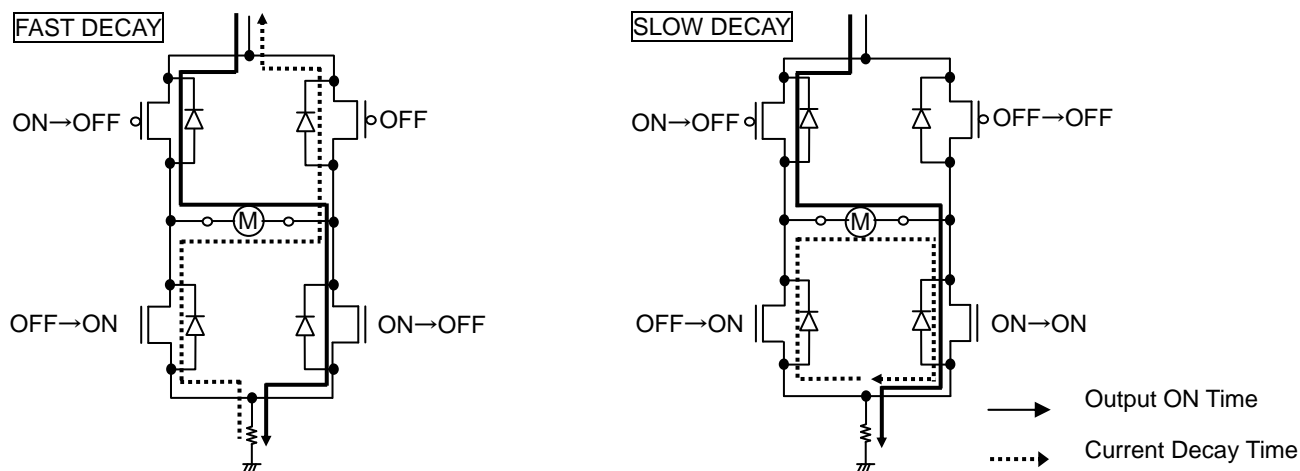 FAST DECAY
ON→OFF
OFF
M
OFF→ON
ON→OFF
SLOW DECAY
ON→OFF
OFF→OFF
M
OFF→ON
ON→ON
Output ON Time
Current Decay Time